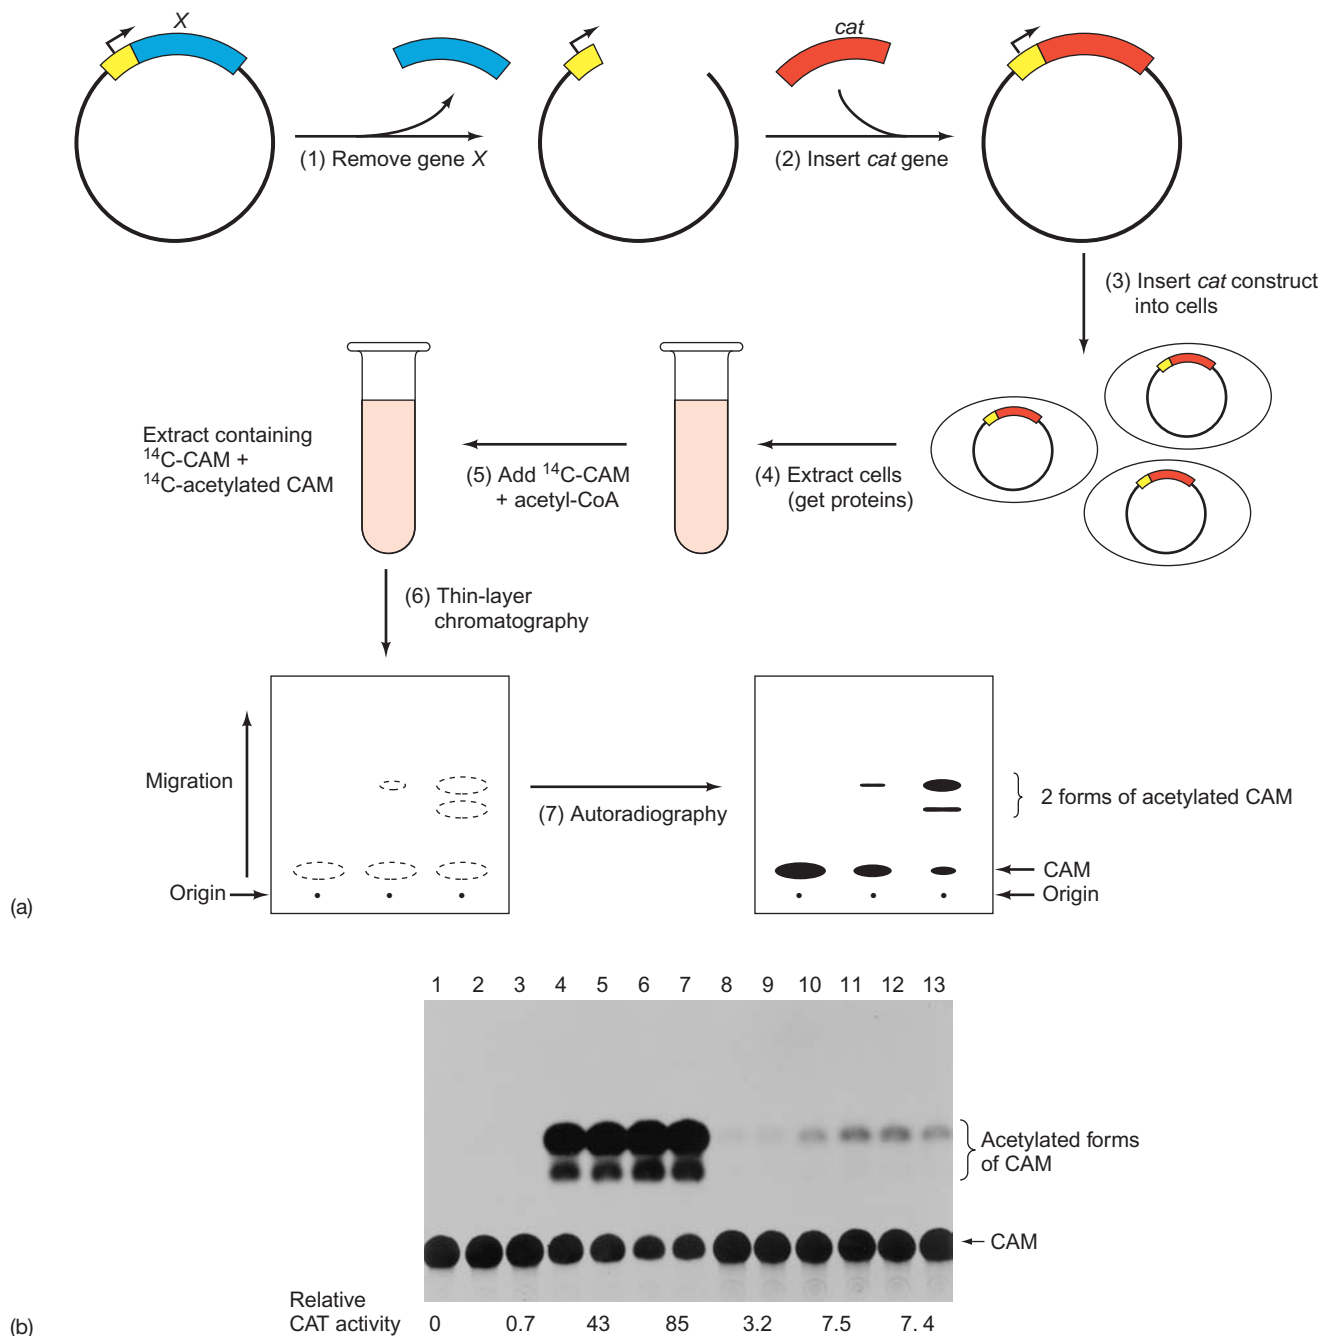 X
cat
(1) Remove gene X
(2) Insert cat gene
(3) Insert cat construct
into cells
Extract containing
14C-CAM +
14C-acetylated CAM
(5) Add 14C-CAM
+ acetyl-CoA
(4) Extract cells
(get proteins)
(6) Thin-layer
chromatography
Migration
(7) Autoradiography
2 forms of acetylated CAM
CAM
Origin
Origin
(a)
1 2 3 4 5 6 7 8 9 10 11 12 13
Acetylated forms
of CAM
CAM
Relative
CAT activity 0 0.7 43 85 3.2 7.5 7.4
(b)